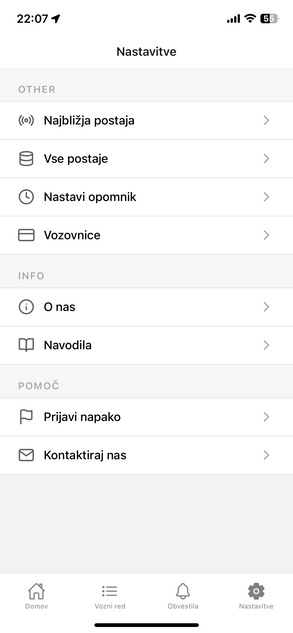 22:07
55
Nastavitve
OTHER
Najbližja postaja
Vse postaje
Nastavi opomnik
Vozovnice
INFO
O nas
Navodila
POMOČ
Prijavi napako
Kontaktiraj nas
Domov Vozni red Obvestila Nastavitve